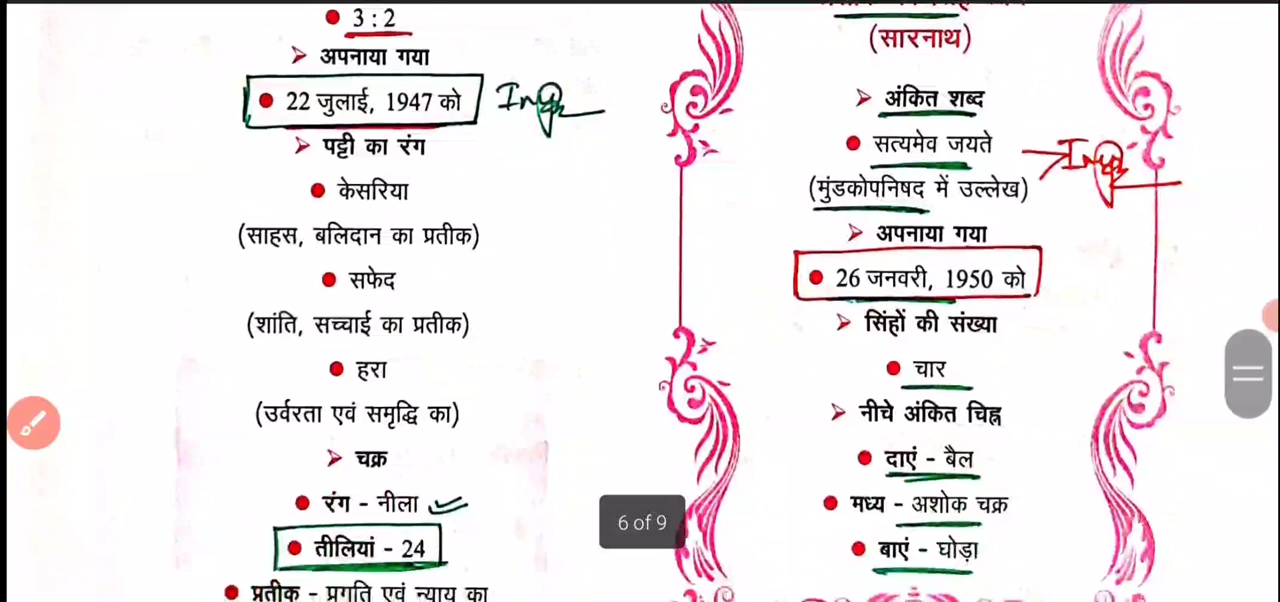 3 : 2
अपनाया गया
22 जुलाई, 1947 को
पट्टी का रंग
केसरिया
(साहस, बलिदान का प्रतीक)
सफेद
(शांति, सच्चाई का प्रतीक)
हरा
(उर्वरता एवं समृद्धि का)
चक्र
रंग - नीला
तीलियां - 24
प्रतीक - प्रगति एवं न्याय का
(सारनाथ)
अंकित शब्द
सत्यमेव जयते
(मुंडकोपनिषद में उल्लेख)
अपनाया गया
26 जनवरी, 1950 को
सिंहों की संख्या
चार
नीचे अंकित चिह्न
दाएं - बैल
मध्य - अशोक चक्र
बाएं - घोड़ा
6 of 9